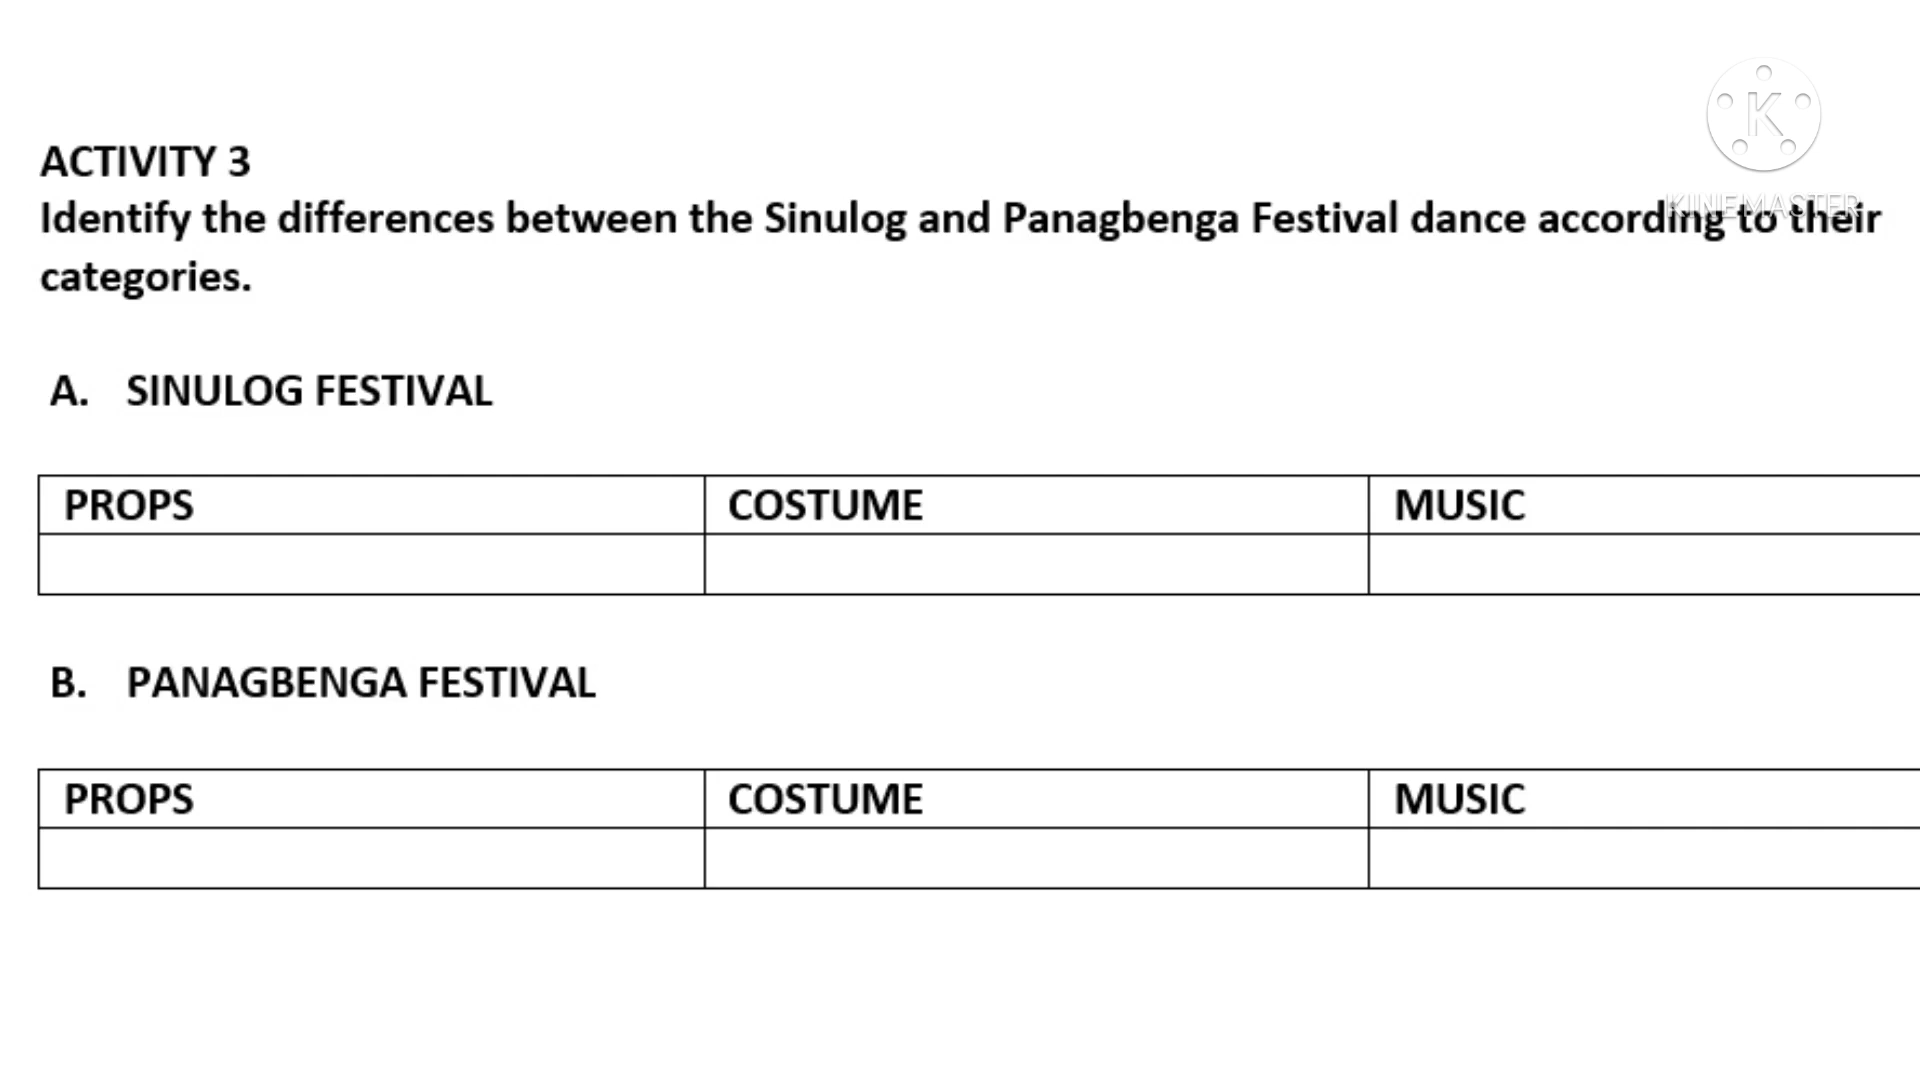 K
KINEMASTER
ACTIVITY 3
Identify the differences between the Sinulog and Panagbenga Festival dance according to their
categories.
A. SINULOG FESTIVAL
PROPS COSTUME MUSIC
B. PANAGBENGA FESTIVAL
PROPS COSTUME MUSIC